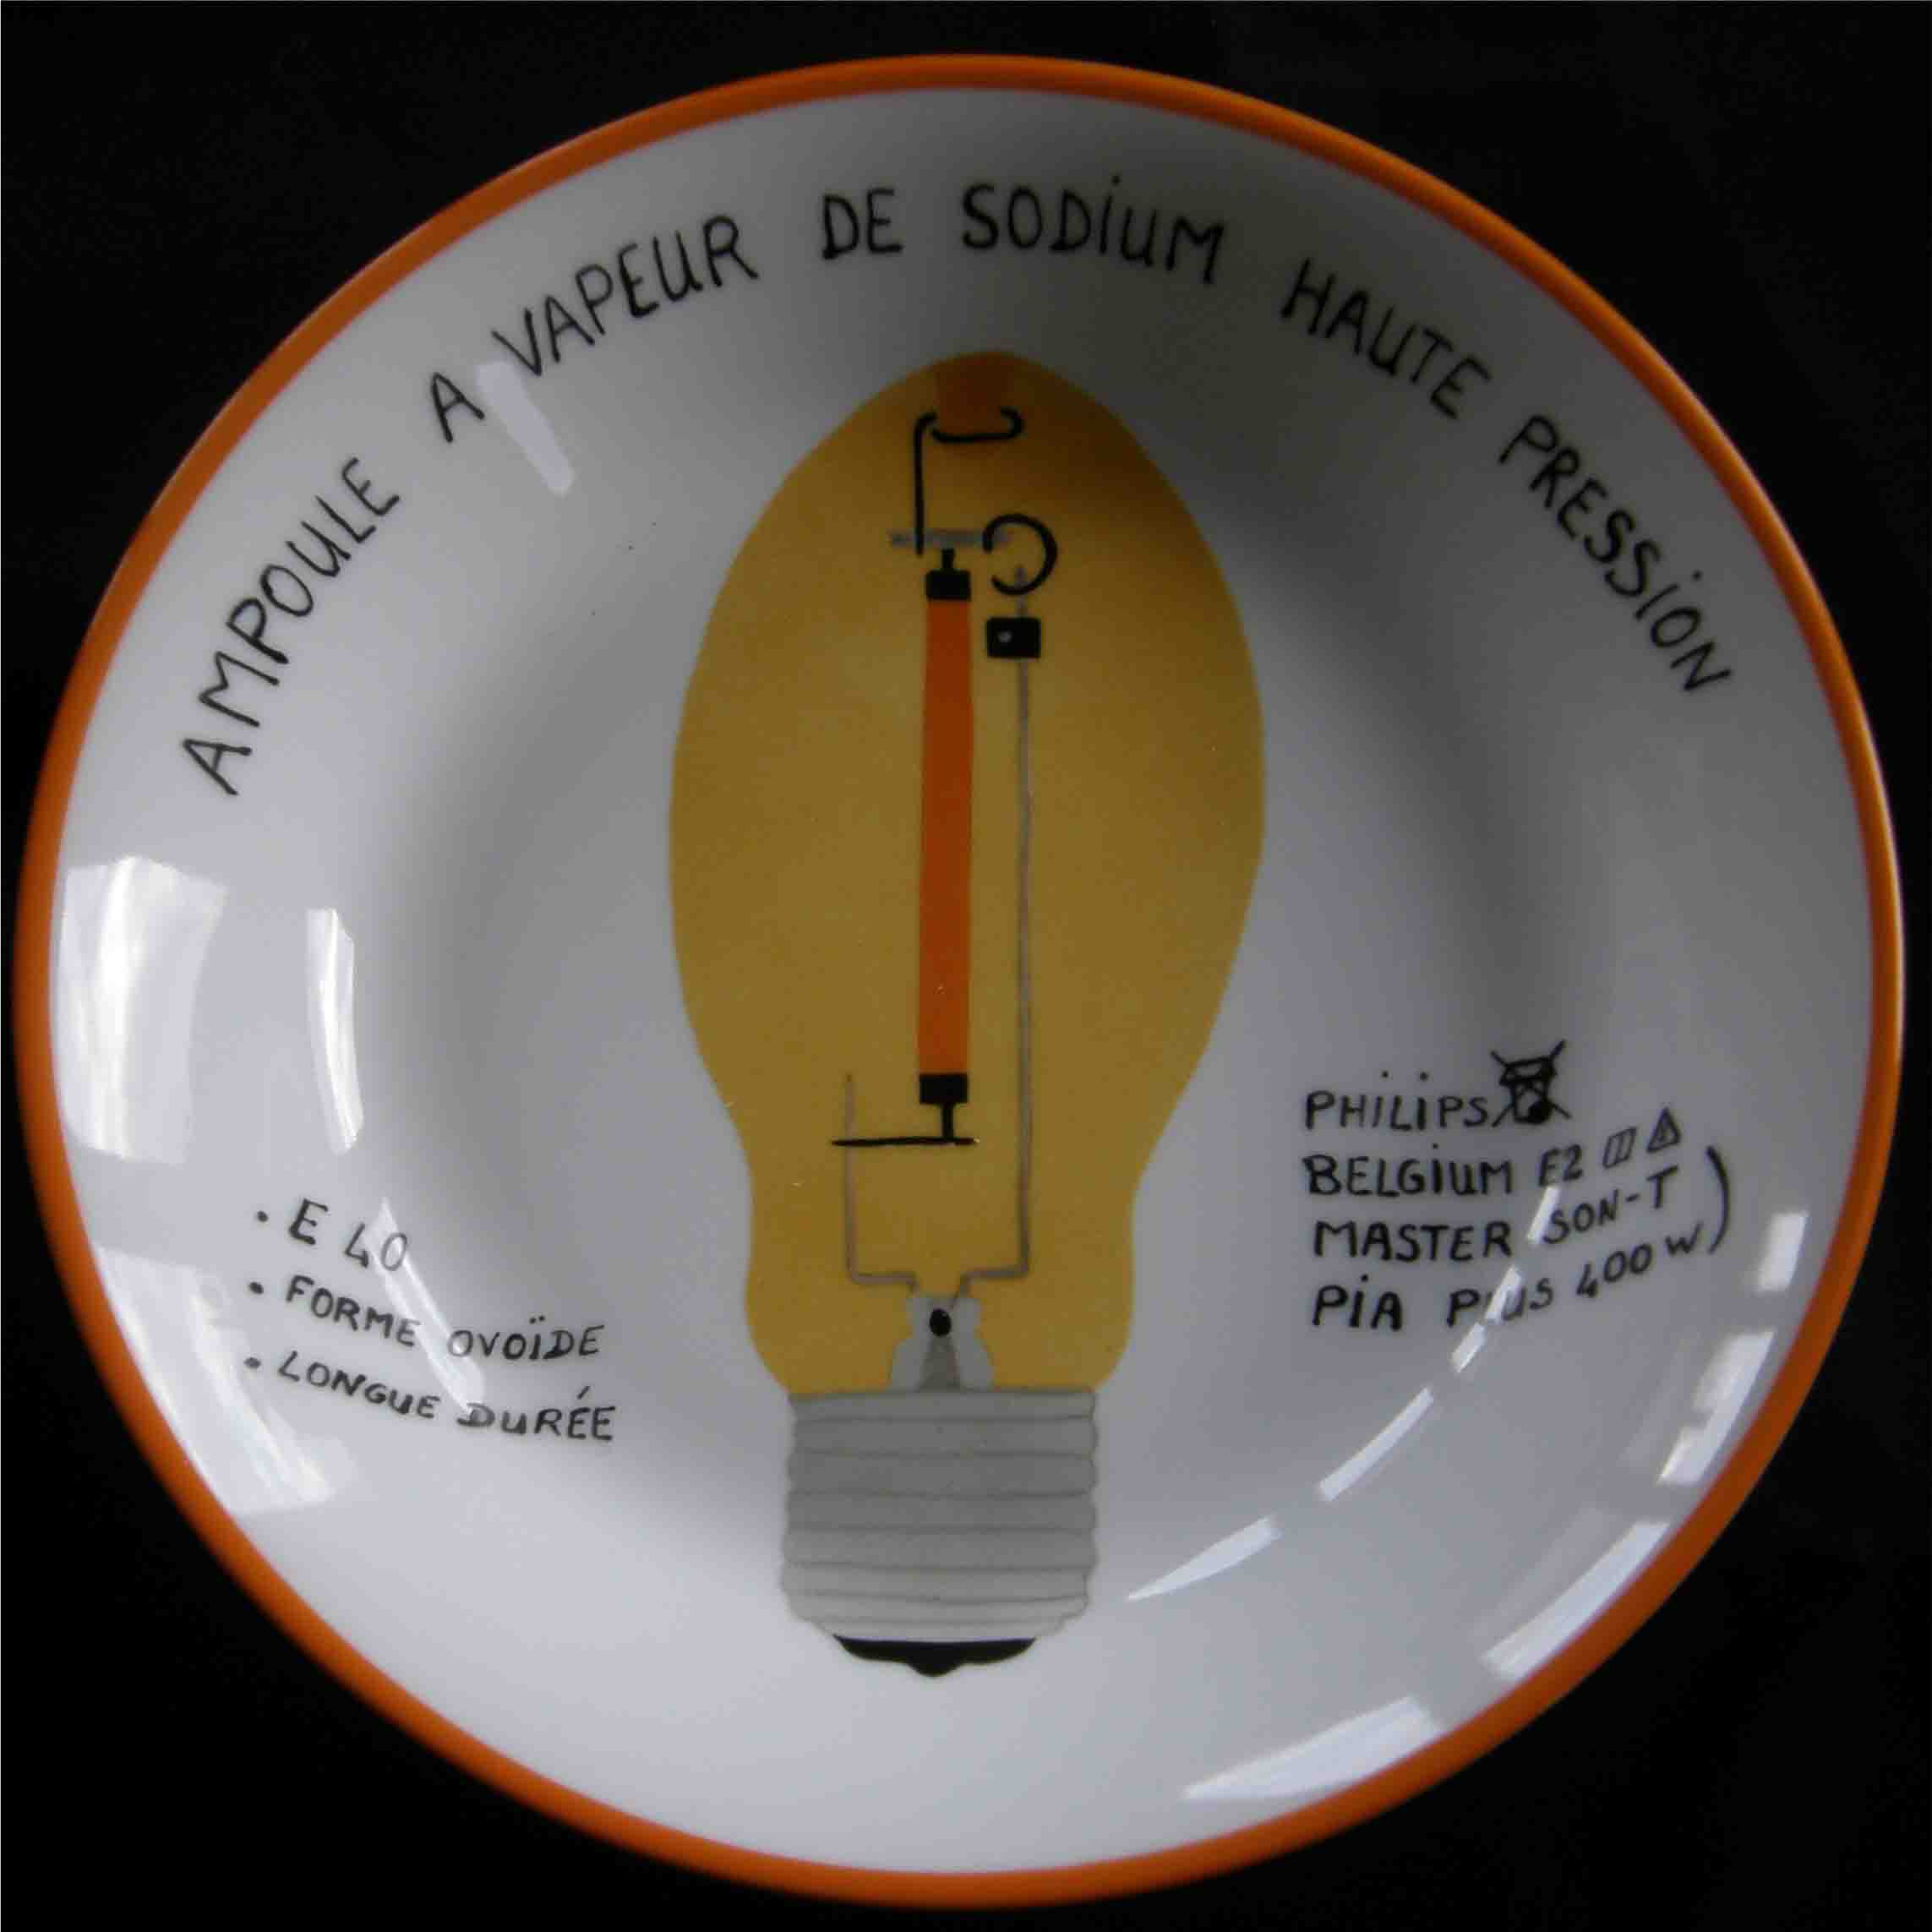 AMPOULE A VAPEUR DE SODIUM HAUTE PRESSION
. E 40
. FORME OVOÏDE
. LONGUE DURÉE
PHILIPS
BELGIUM E2
MASTER SON-T
PIA PLUS 400 W)